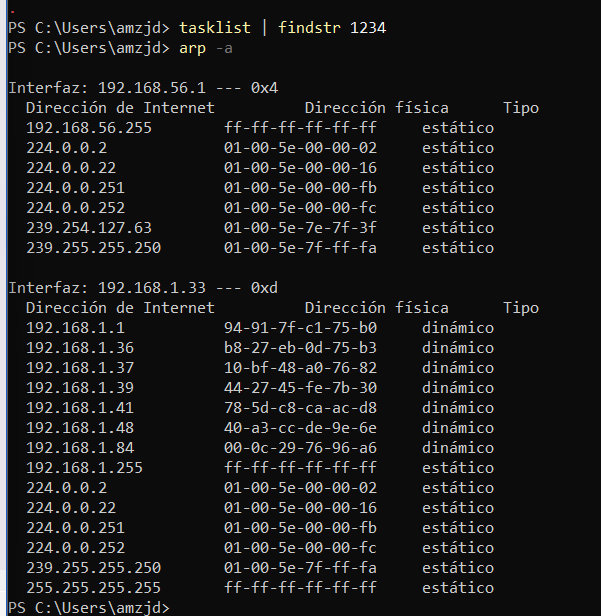 .
PS C:\Users\amzjd> tasklist | findstr 1234
PS C:\Users\amzjd> arp -a
Interfaz: 192.168.56.1 --- 0x4
Dirección de Internet Dirección física Tipo
192.168.56.255 ff-ff-ff-ff-ff-ff estático
224.0.0.2 01-00-5e-00-00-02 estático
224.0.0.22 01-00-5e-00-00-16 estático
224.0.0.251 01-00-5e-00-00-fb estático
224.0.0.252 01-00-5e-00-00-fc estático
239.254.127.63 01-00-5e-7e-7f-3f estático
239.255.255.250 01-00-5e-7f-ff-fa estático
Interfaz: 192.168.1.33 --- 0xd
Dirección de Internet Dirección física Tipo
192.168.1.1 94-91-7f-c1-75-b0 dinámico
192.168.1.36 b8-27-eb-0d-75-b3 dinámico
192.168.1.37 10-bf-48-a0-76-82 dinámico
192.168.1.39 44-27-45-fe-7b-30 dinámico
192.168.1.41 78-5d-c8-ca-ac-d8 dinámico
192.168.1.48 40-a3-cc-de-9e-6e dinámico
192.168.1.84 00-0c-29-76-96-a6 dinámico
192.168.1.255 ff-ff-ff-ff-ff-ff estático
224.0.0.2 01-00-5e-00-00-02 estático
224.0.0.22 01-00-5e-00-00-16 estático
224.0.0.251 01-00-5e-00-00-fb estático
224.0.0.252 01-00-5e-00-00-fc estático
239.255.255.250 01-00-5e-7f-ff-fa estático
255.255.255.255 ff-ff-ff-ff-ff-ff estático
PS C:\Users\amzjd>